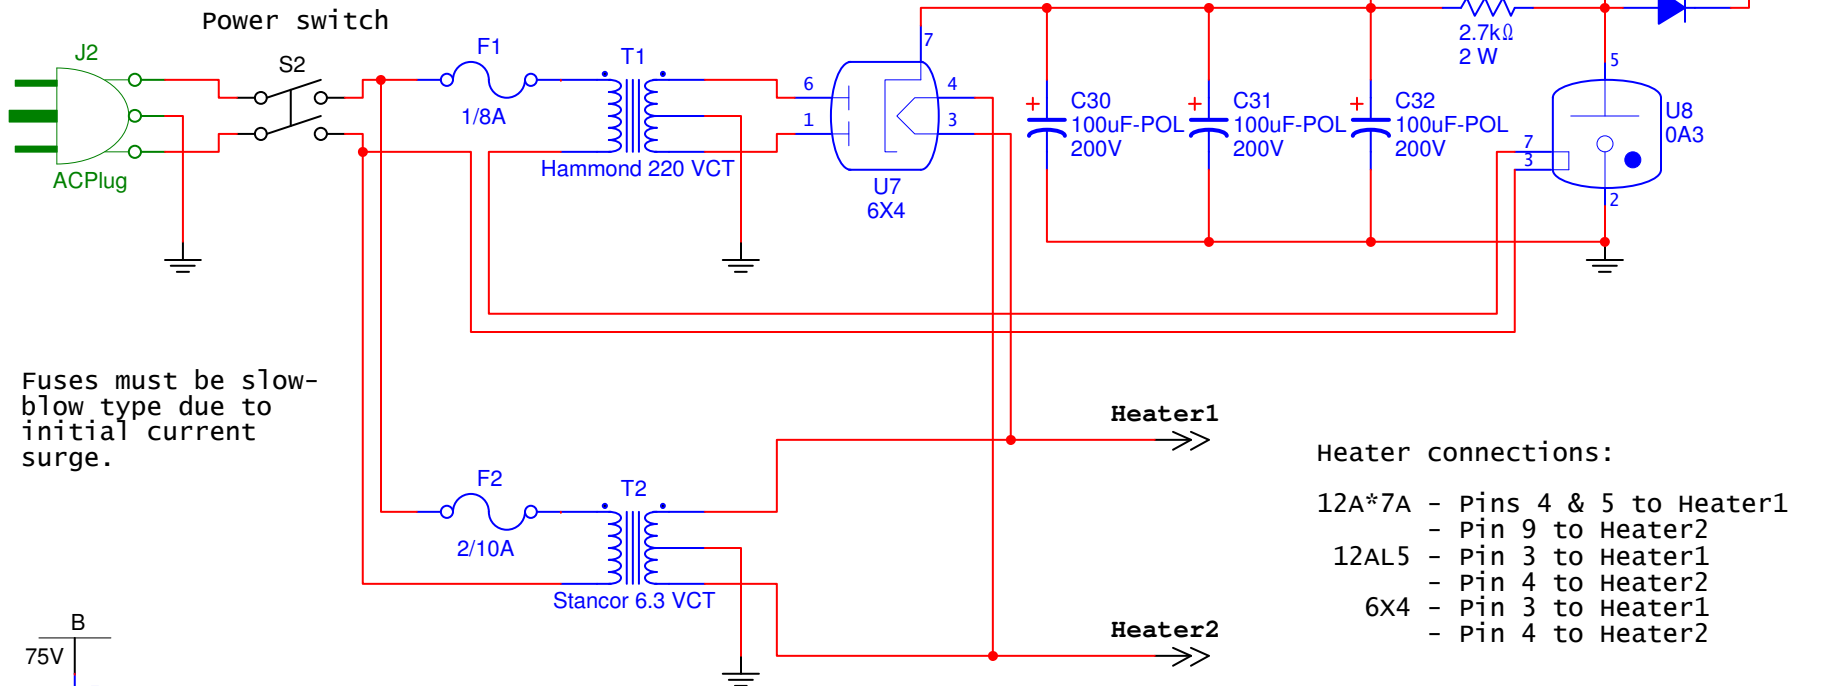 Power switch
J2
S2
ACPlug
F1
1/8A
T1
Hammond 220 VCT
6
1
7
4
3
U7
6X4
+
C30
100uF-POL
200V
+
C31
100uF-POL
200V
+
C32
100uF-POL
200V
2.7kΩ
2 W
5
7
3
2
U8
0A3
Fuses must be slow-
blow type due to
initial current
surge.
F2
2/10A
T2
Stancor 6.3 VCT
Heater1
Heater2
Heater connections:
12A*7A - Pins 4 & 5 to Heater1
- Pin 9 to Heater2
12AL5 - Pin 3 to Heater1
- Pin 4 to Heater2
6X4 - Pin 3 to Heater1
- Pin 4 to Heater2
B
75V